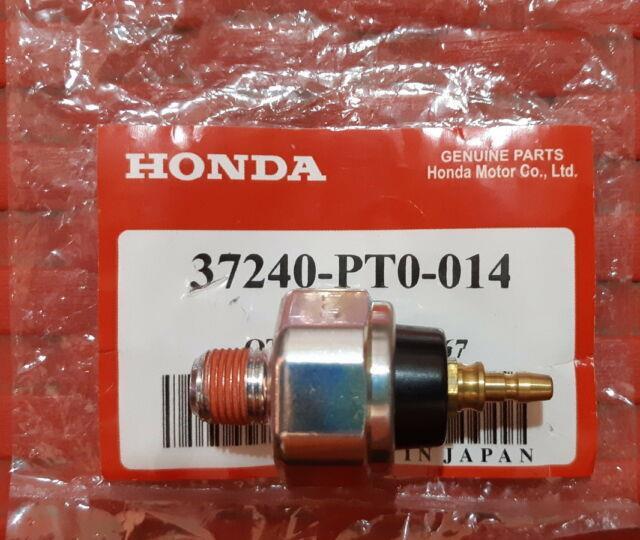 HONDA
GENUINE PARTS
Honda Motor Co., Ltd.
37240-PT0-014
IN JAPAN